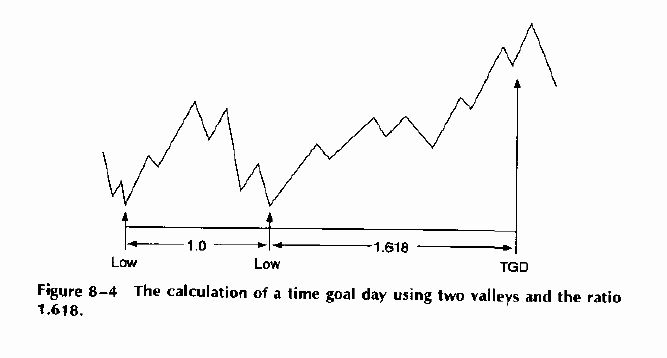 1.0
1.618
Low
Low
TGD
Figure 8-4 The calculation of a time goal day using two valleys and the ratio
1.618.